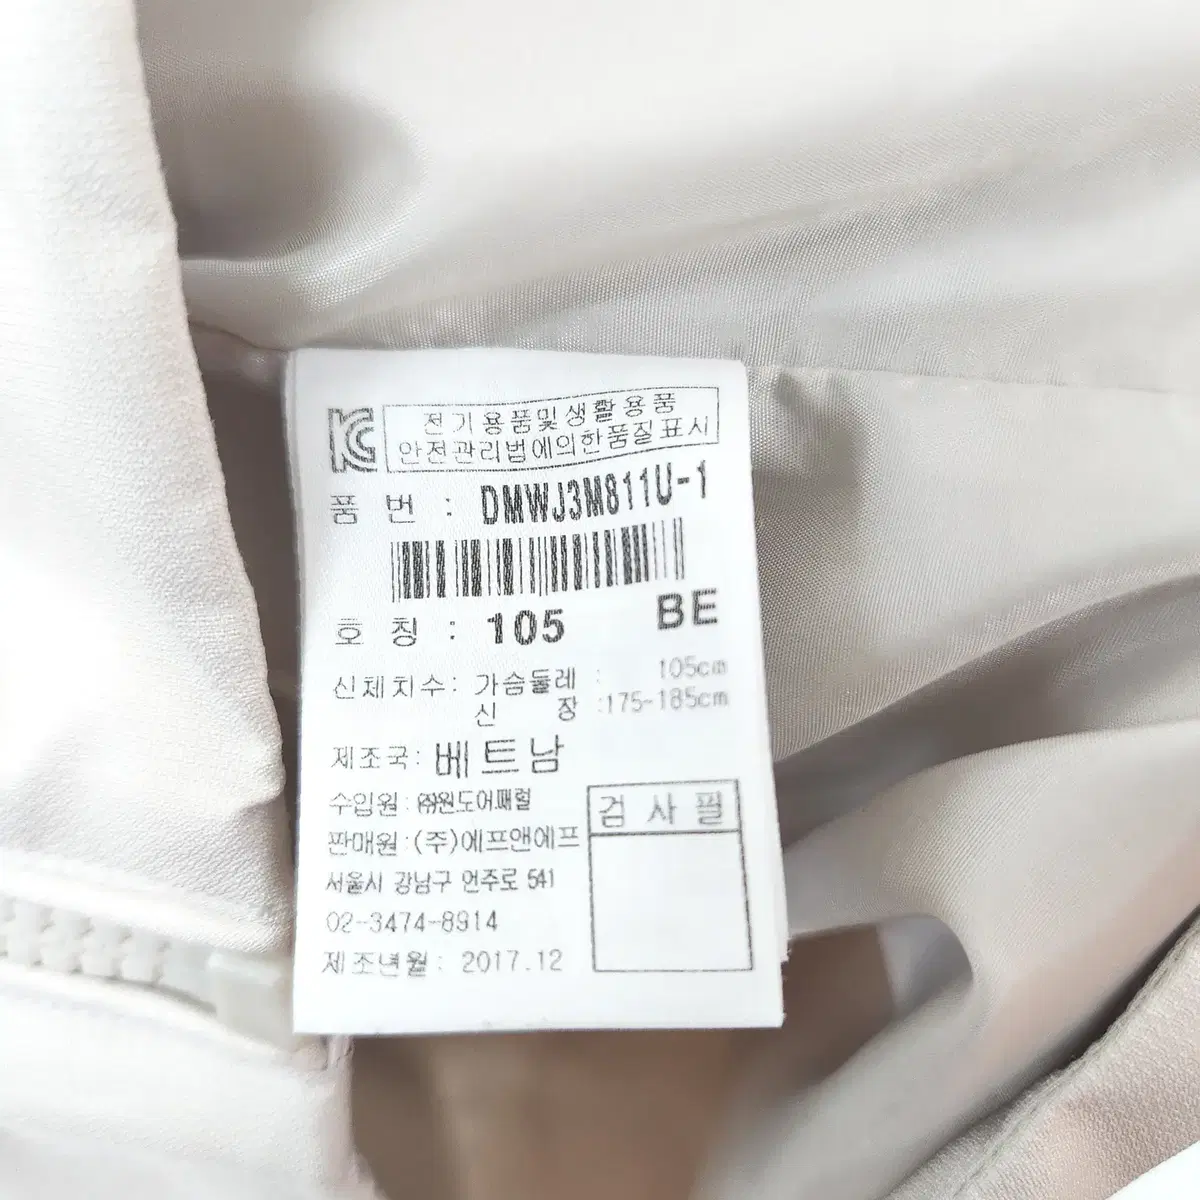 KC 전기용품및생활용품
안전관리법에의한품질표시
품 번 : DMWJ3M811U-1
호 칭 : 105 BE
신체치수: 가슴둘레 : 105cm
신 장 :175-185cm
제조국: 베트남
수입원 : ㈜원도어패럴
판매원 :(주)에프앤에프
서울시 강남구 언주로 541
02-3474-8914
제조년월: 2017.12
검 사 필